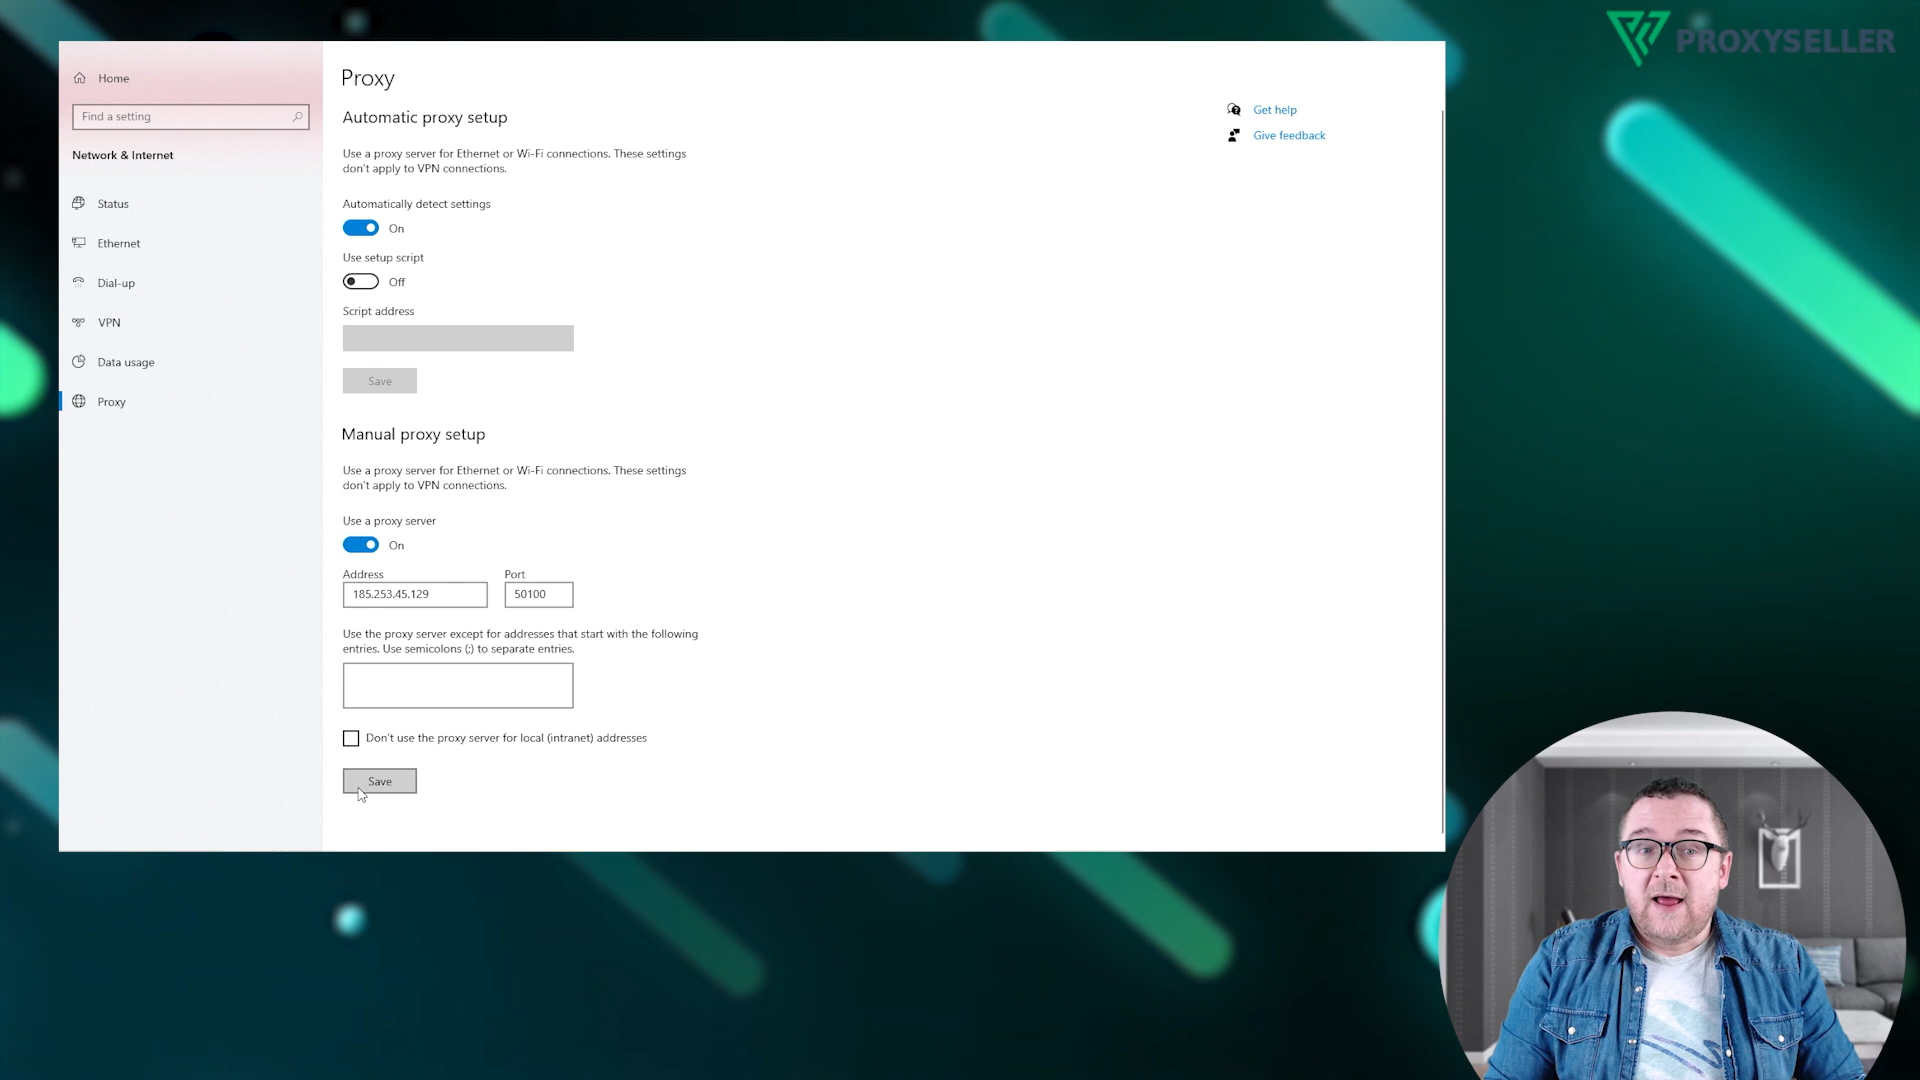 PROXYSELLER
Home
Find a setting
Network & Internet
Status
Ethernet
Dial-up
VPN
Data usage
Proxy
Proxy
Automatic proxy setup
Use a proxy server for Ethernet or Wi-Fi connections. These settings
don't apply to VPN connections.
Automatically detect settings
On
Use setup script
Off
Script address
Save
Manual proxy setup
Use a proxy server for Ethernet or Wi-Fi connections. These settings
don't apply to VPN connections.
Use a proxy server
On
Address Port
185.253.45.129 50100
Use the proxy server except for addresses that start with the following
entries. Use semicolons (;) to separate entries.
Don't use the proxy server for local (intranet) addresses
Save
Get help
Give feedback